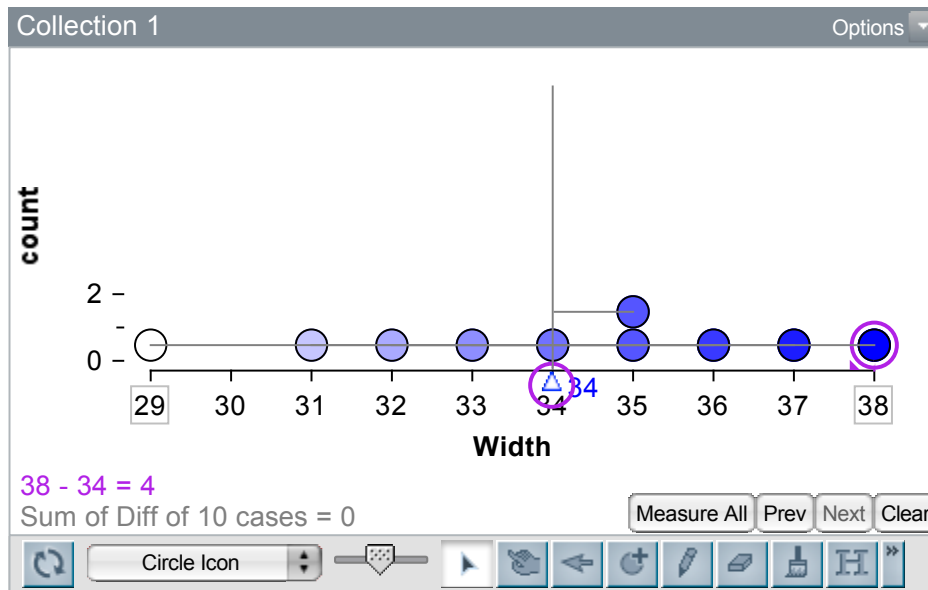 Collection 1 Options
count
2
0
34
29 30 31 32 33 34 35 36 37 38
Width
38 - 34 = 4
Sum of Diff of 10 cases = 0
Measure All Prev Next Clear
Circle Icon »